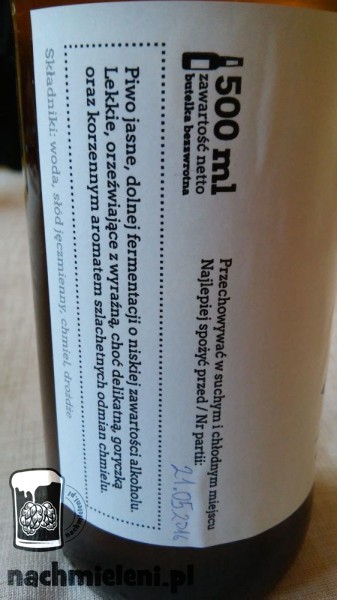 500 ml
zawartość netto
butelka bezzwrotna
Przechowywać w suchym i chłodnym miejscu
Najlepiej spożyć przed / Nr partii:
21.05.2016
Piwo jasne, dolnej fermentacji o niskiej zawartości alkoholu.
Lekkie, orzeźwiające z wyraźną, choć delikatną, goryczką
oraz korzennym aromatem szlachetnych odmian chmielu.
Składniki: woda, słód jęczmienny, chmiel, drożdże
nachmieleni.pl